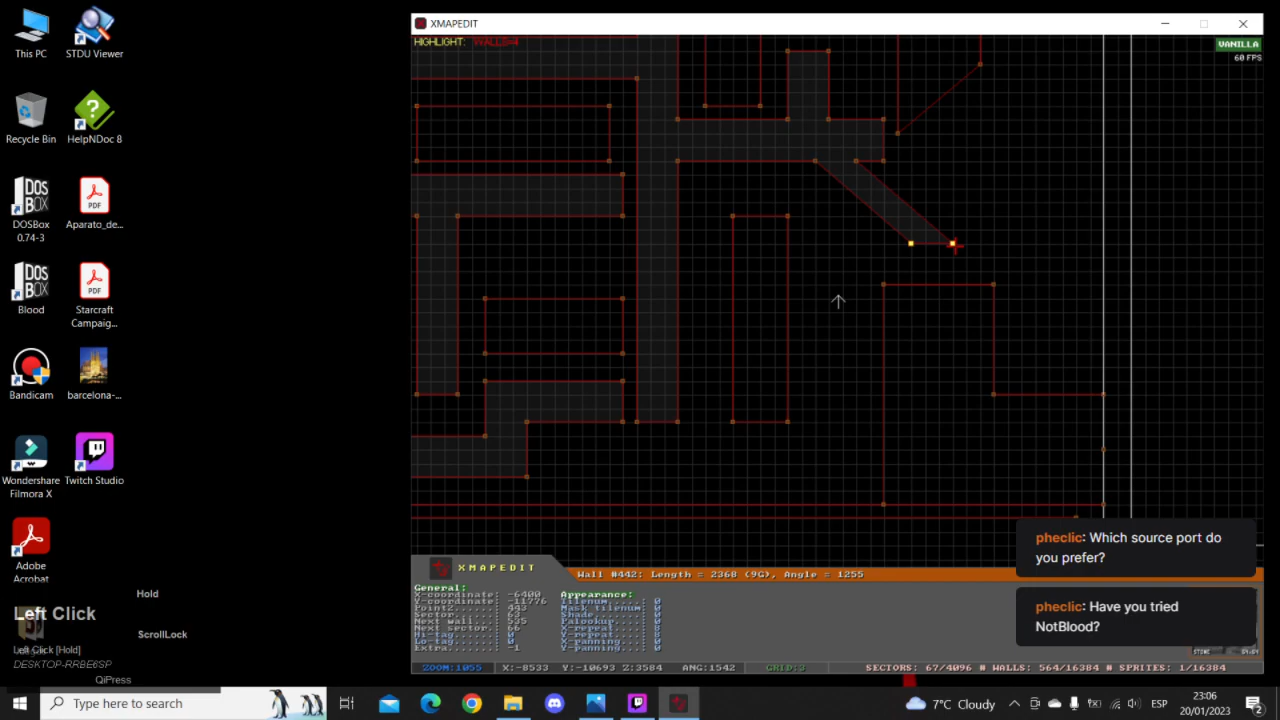 This PC
STDU Viewer
Recycle Bin
HelpNDoc 8
DOSBox 0.74-3
Aparato_de...
Blood
Starcraft Campaig...
Bandicam
barcelona-...
Wondershare Filmora X
Twitch Studio
Adobe Acrobat
Hold
Left Click
ScrollLock
Left Click [Hold]
DESKTOP-RRBE6SP
QiPress
XMAPEDIT
HIGHLIGHT: WALLS=4
VANILLA
60 FPS
pheclic: Which source port do you prefer?
pheclic: Have you tried NotBlood?
XMAPEDIT
Wall #442: Length = 2368 (9G), Angle = 1255
General:
X-coordinate: -6400
Y-coordinate: -11776
Point2......: 443
Sector......: 63
Next wall...: 535
Next sector.: 66
Hi-tag......: 0
Lo-tag......: 0
Extra.......: -1
Appearance:
Tilenum.....: 0
Mask tilenum: 0
Shade.......: 0
Palookup....: 0
X-repeat....: 8
Y-repeat....: 8
X-panning...: 0
Y-panning...: 0
ZOOM:1055
X:-8533 Y:-10693 Z:3584 ANG:1542
GRID:3
SECTORS: 67/4096 # WALLS: 564/16384 # SPRITES: 1/16384
Type here to search
7°C Cloudy
ESP
23:06
20/01/2023
2